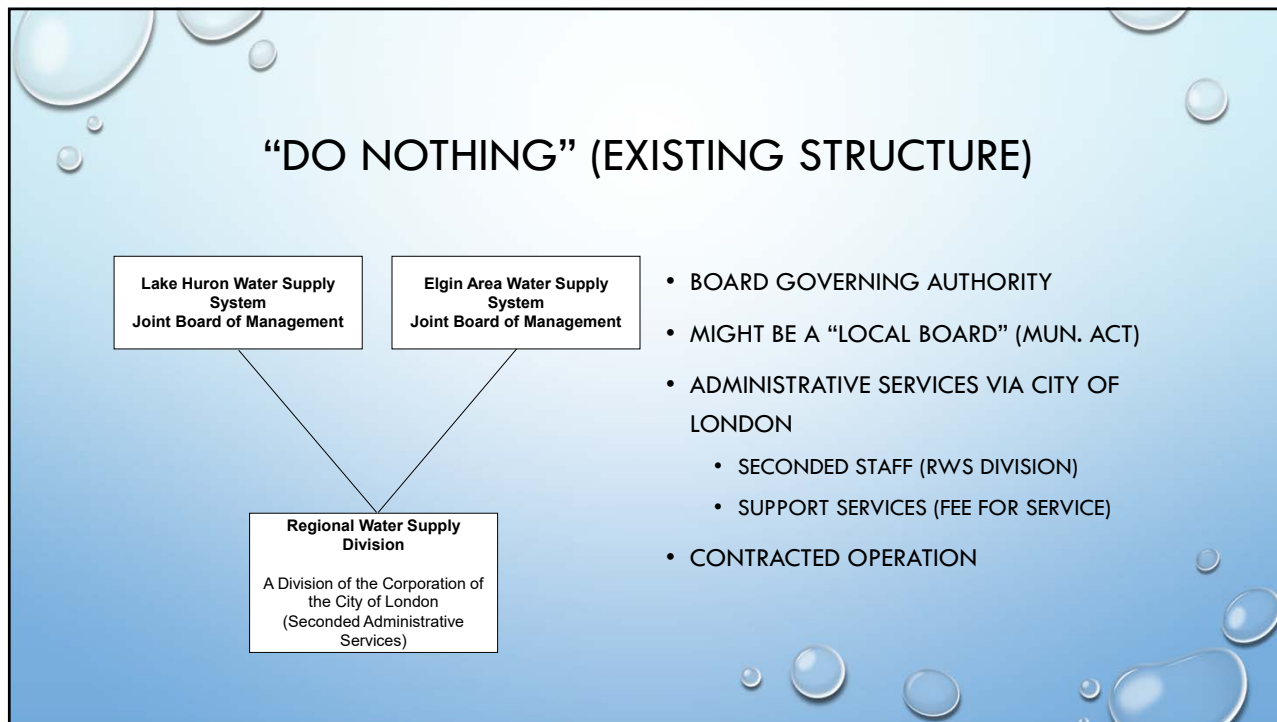 “DO NOTHING” (EXISTING STRUCTURE)
Lake Huron Water Supply
System
Joint Board of Management
Elgin Area Water Supply
System
Joint Board of Management
Regional Water Supply
Division
A Division of the Corporation of
the City of London
(Seconded Administrative
Services)
• BOARD GOVERNING AUTHORITY
• MIGHT BE A “LOCAL BOARD” (MUN. ACT)
• ADMINISTRATIVE SERVICES VIA CITY OF
LONDON
• SECONDED STAFF (RWS DIVISION)
• SUPPORT SERVICES (FEE FOR SERVICE)
• CONTRACTED OPERATION